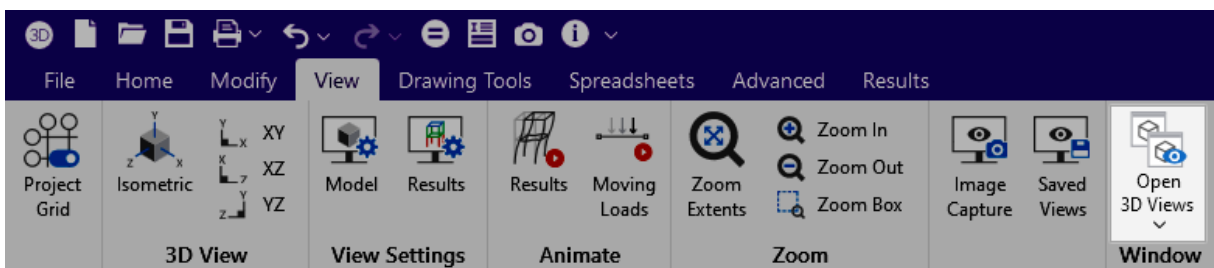 3D
File Home Modify View Drawing Tools Spreadsheets Advanced Results
Project
Grid
Y
Z X
Isometric
Y
X
XY
X
Z
XZ
Y
Z
YZ
Model
Results
Results
Moving
Loads
Zoom
Extents
Zoom In
Zoom Out
Zoom Box
Image
Capture
Saved
Views
Open
3D Views
3D View View Settings Animate Zoom Window